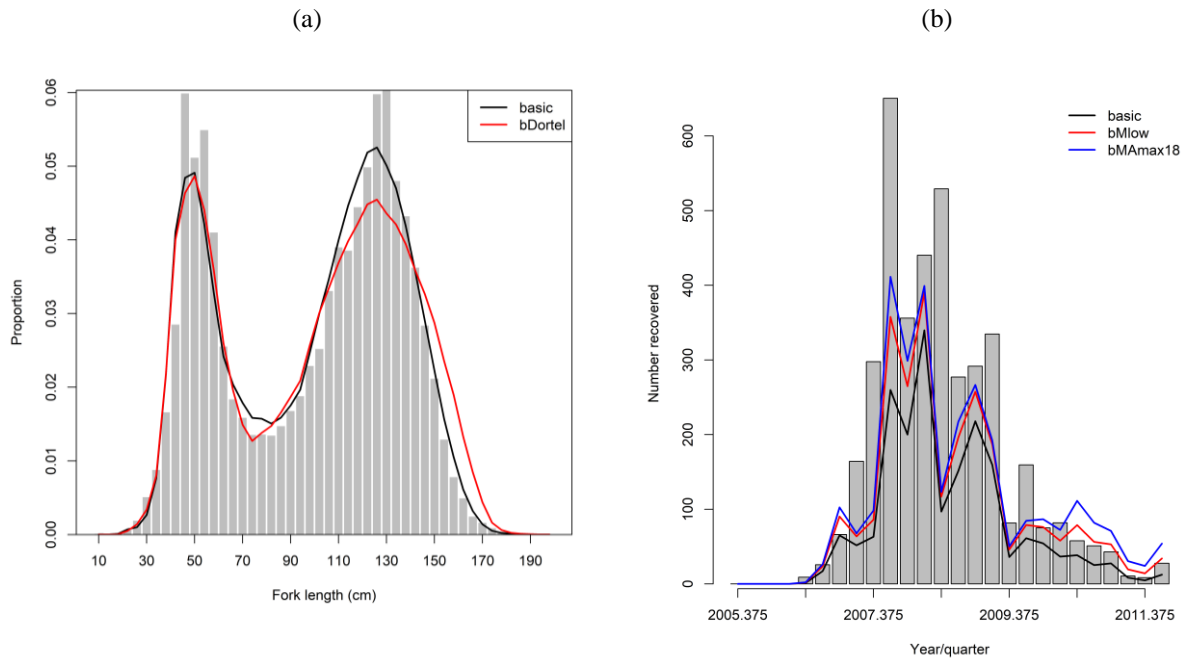 (a)
(b)
Proportion
0.06
0.05
0.04
0.03
0.02
0.01
0.00
basic
bDortel
10 30 50 70 90 110 130 150 170 190
Fork length (cm)
Number recovered
600
500
400
300
200
100
0
basic
bMlow
bMAmax18
2005.375 2007.375 2009.375 2011.375
Year/quarter